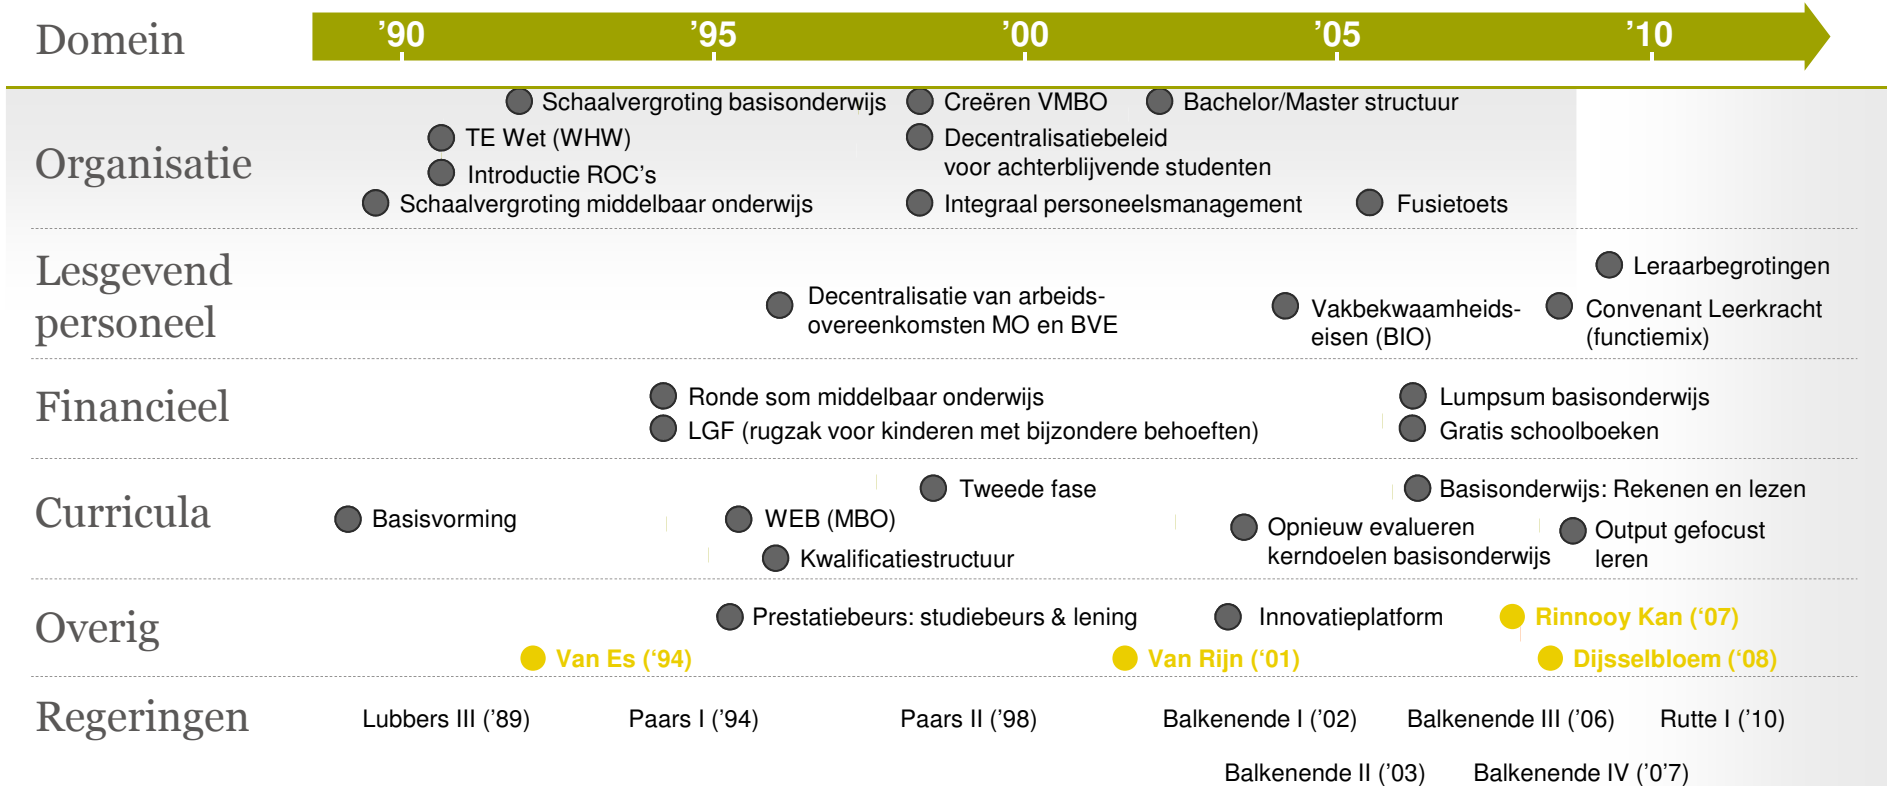 Domein
’90 ’95 ’00 ’05 ’10
Organisatie
Schaalvergroting basisonderwijs
Creëren VMBO
Bachelor/Master structuur
TE Wet (WHW)
Decentralisatiebeleid
voor achterblijvende studenten
Introductie ROC’s
Schaalvergroting middelbaar onderwijs
Integraal personeelsmanagement
Fusietoets
Lesgevend
personeel
Leraarbegrotingen
Decentralisatie van arbeids-
overeenkomsten MO en BVE
Vakbekwaamheids-
eisen (BIO)
Convenant Leerkracht
(functiemix)
Financieel
Ronde som middelbaar onderwijs
Lumpsum basisonderwijs
LGF (rugzak voor kinderen met bijzondere behoeften)
Gratis schoolboeken
Curricula
Tweede fase
Basisonderwijs: Rekenen en lezen
Basisvorming
WEB (MBO)
Opnieuw evalueren
kerndoelen basisonderwijs
Output gefocust
leren
Kwalificatiestructuur
Overig
Prestatiebeurs: studiebeurs & lening
Innovatieplatform
Rinnooy Kan (‘07)
Van Es (‘94)
Van Rijn (‘01)
Dijsselbloem (‘08)
Regeringen
Lubbers III (’89)
Paars I (’94)
Paars II (’98)
Balkenende I (’02)
Balkenende III (’06)
Rutte I (’10)
Balkenende II (’03)
Balkenende IV (’0’7)